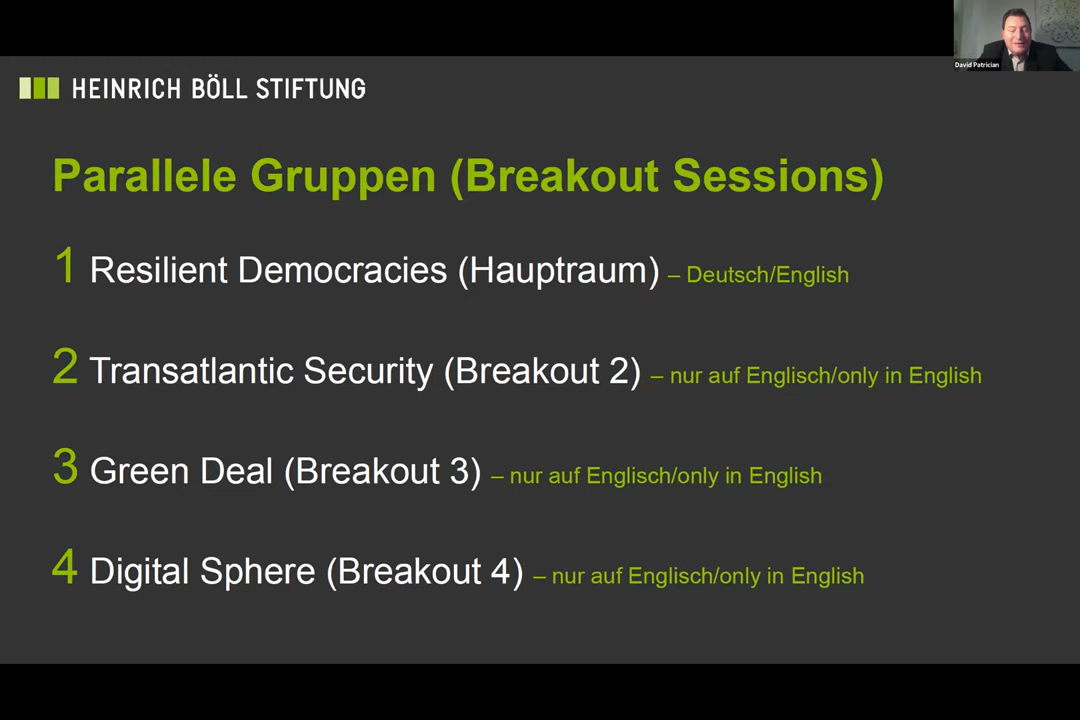 David Patrician
HEINRICH BÖLL STIFTUNG
Parallele Gruppen (Breakout Sessions)
1 Resilient Democracies (Hauptraum) – Deutsch/English
2 Transatlantic Security (Breakout 2) – nur auf Englisch/only in English
3 Green Deal (Breakout 3) – nur auf Englisch/only in English
4 Digital Sphere (Breakout 4) – nur auf Englisch/only in English